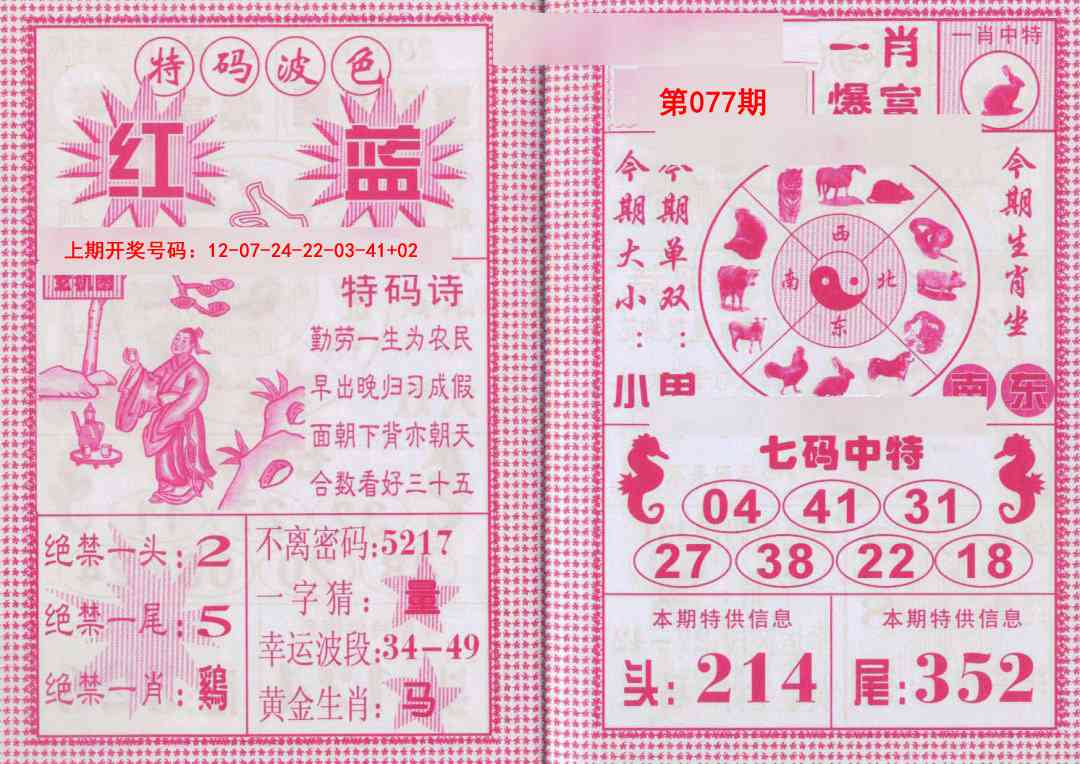 特码波色
红 蓝
上期开奖号码：12-07-24-22-03-41+02
玄机图
特码诗
勤劳一生为农民
早出晚归习成假
面朝下背亦朝天
合数看好三十五
绝禁一头：2
绝禁一尾：5
绝禁一肖：鷄
不离密码：5217
一字猜：量
幸运波段：34-49
黄金生肖：马
第077期
一肖
爆富
一肖中特
今期大小：小
今期单双：
西
南 北
东
今期生肖坐
南东
七码中特
04 41 31
27 38 22 18
本期特供信息
头：214
本期特供信息
尾：352